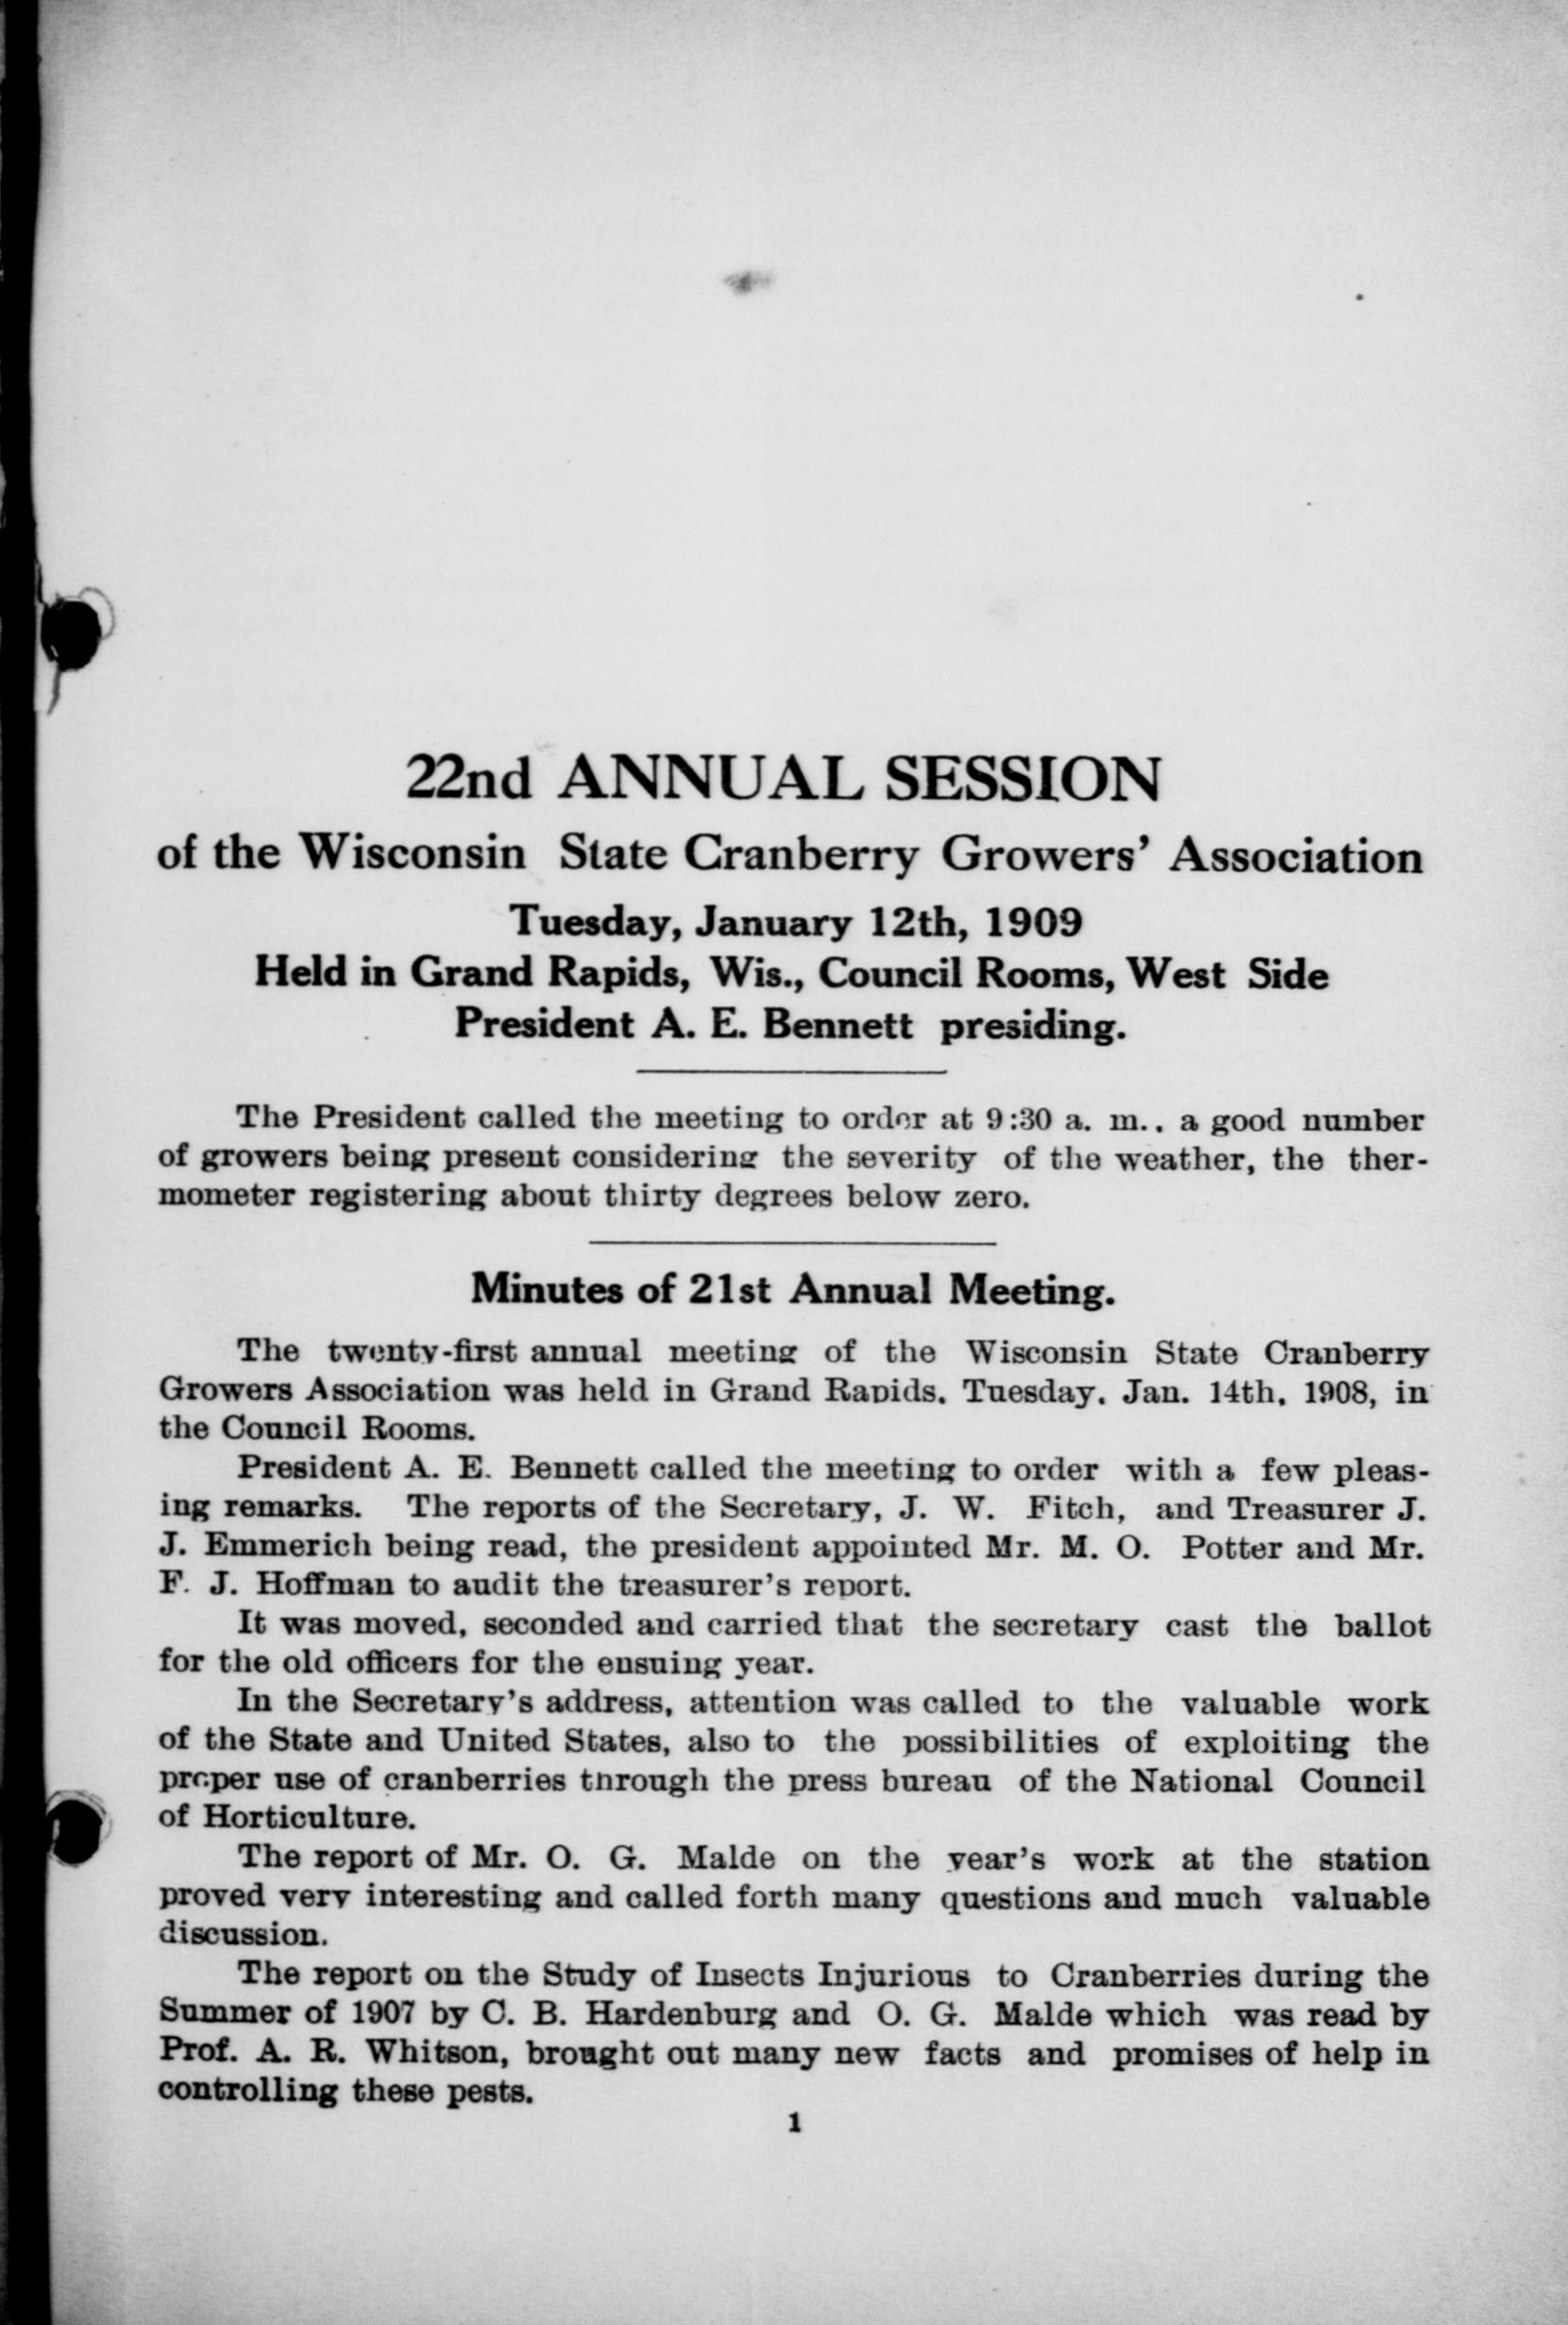 22nd ANNUAL SESSION
of the Wisconsin State Cranberry Growers' Association
Tuesday, January 12th, 1909
Held in Grand Rapids, Wis., Council Rooms, West Side
President A. E. Bennett presiding.
The President called the meeting to order at 9:30 a. m., a good number
of growers being present considering the severity of the weather, the ther-
mometer registering about thirty degrees below zero.
Minutes of 21st Annual Meeting.
The twenty-first annual meeting of the Wisconsin State Cranberry
Growers Association was held in Grand Rapids, Tuesday, Jan. 14th, 1908, in
the Council Rooms.
President A. E. Bennett called the meeting to order with a few pleas-
ing remarks. The reports of the Secretary, J. W. Fitch, and Treasurer J.
J. Emmerich being read, the president appointed Mr. M. O. Potter and Mr.
F. J. Hoffman to audit the treasurer's report.
It was moved, seconded and carried that the secretary cast the ballot
for the old officers for the ensuing year.
In the Secretary's address, attention was called to the valuable work
of the State and United States, also to the possibilities of exploiting the
proper use of cranberries through the press bureau of the National Council
of Horticulture.
The report of Mr. O. G. Malde on the year's work at the station
proved very interesting and called forth many questions and much valuable
discussion.
The report on the Study of Insects Injurious to Cranberries during the
Summer of 1907 by C. B. Hardenburg and O. G. Malde which was read by
Prof. A. R. Whitson, brought out many new facts and promises of help in
controlling these pests.
1